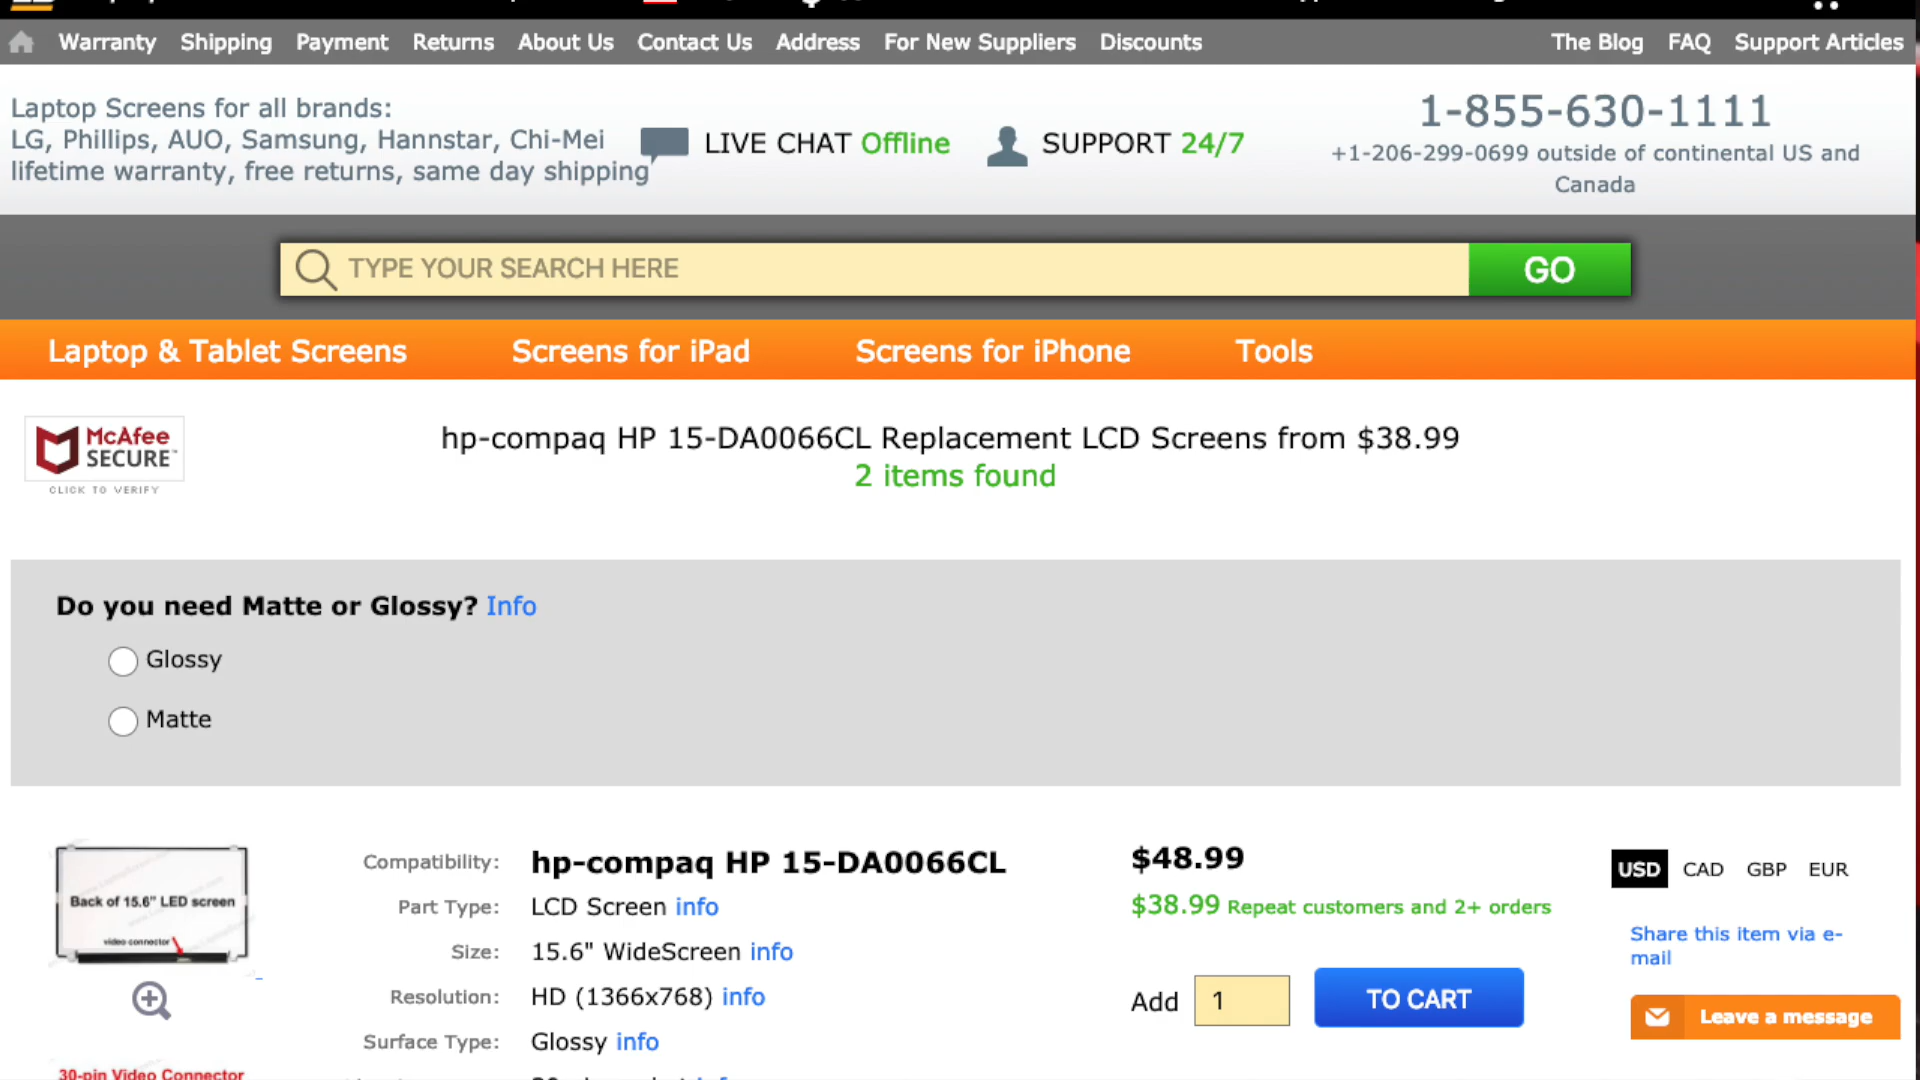 Warranty Shipping Payment Returns About Us Contact Us Address For New Suppliers Discounts The Blog FAQ Support Articles
Laptop Screens for all brands:
LG, Phillips, AUO, Samsung, Hannstar, Chi-Mei
lifetime warranty, free returns, same day shipping
LIVE CHAT Offline
SUPPORT 24/7
1-855-630-1111
+1-206-299-0699 outside of continental US and
Canada
TYPE YOUR SEARCH HERE
GO
Laptop & Tablet Screens Screens for iPad Screens for iPhone Tools
McAfee
SECURE™
CLICK TO VERIFY
hp-compaq HP 15-DA0066CL Replacement LCD Screens from $38.99
2 items found
Do you need Matte or Glossy? Info
Glossy
Matte
Back of 15.6" LED screen
video connector
30-pin Video Connector
Compatibility: hp-compaq HP 15-DA0066CL
Part Type: LCD Screen info
Size: 15.6" WideScreen info
Resolution: HD (1366x768) info
Surface Type: Glossy info
$48.99
$38.99 Repeat customers and 2+ orders
Add 1 TO CART
USD CAD GBP EUR
Share this item via e-
mail
Leave a message